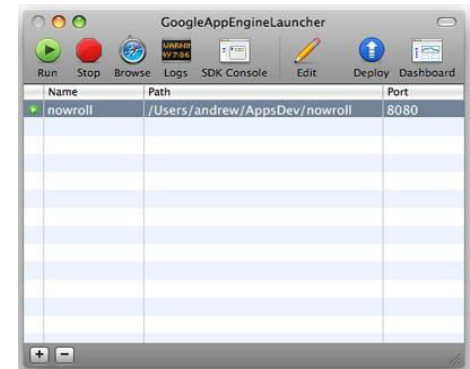 GoogleAppEngineLauncher
Run Stop Browse Logs SDK Console Edit Deploy Dashboard
Name Path Port
nowroll /Users/andrew/AppsDev/nowroll 8080